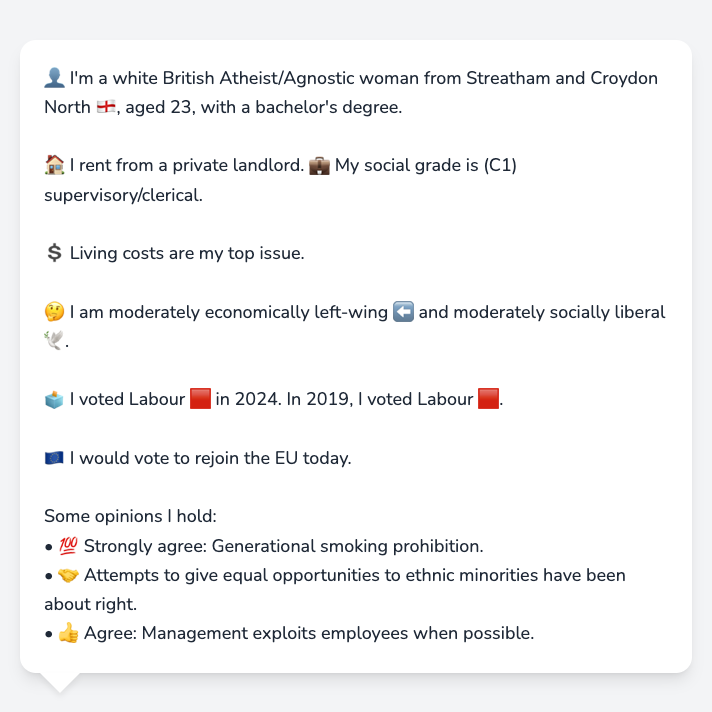 👤 I'm a white British Atheist/Agnostic woman from Streatham and Croydon
North 🏴󠁧󠁢󠁥󠁮󠁧󠁿, aged 23, with a bachelor's degree.
🏠 I rent from a private landlord. 💼 My social grade is (C1)
supervisory/clerical.
💲 Living costs are my top issue.
🤔 I am moderately economically left-wing ⬅️ and moderately socially liberal
🕊️.
🗳️ I voted Labour 🟥 in 2024. In 2019, I voted Labour 🟥.
🇪🇺 I would vote to rejoin the EU today.
Some opinions I hold:
• 💯 Strongly agree: Generational smoking prohibition.
• 🤝 Attempts to give equal opportunities to ethnic minorities have been
about right.
• 👍 Agree: Management exploits employees when possible.